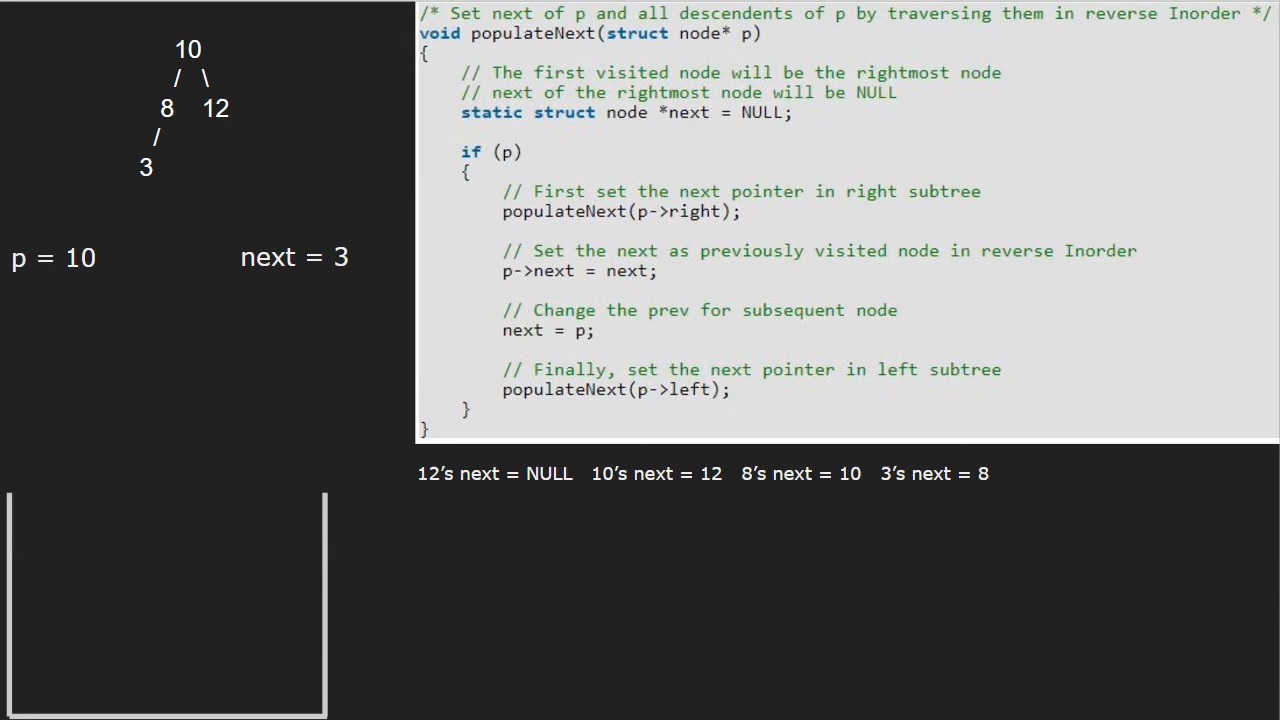 10
/ \
8 12
/
3
p = 10 next = 3
/* Set next of p and all descendents of p by traversing them in reverse Inorder */
void populateNext(struct node* p)
{
// The first visited node will be the rightmost node
// next of the rightmost node will be NULL
static struct node *next = NULL;
if (p)
{
// First set the next pointer in right subtree
populateNext(p->right);
// Set the next as previously visited node in reverse Inorder
p->next = next;
// Change the prev for subsequent node
next = p;
// Finally, set the next pointer in left subtree
populateNext(p->left);
}
}
12’s next = NULL 10’s next = 12 8’s next = 10 3’s next = 8